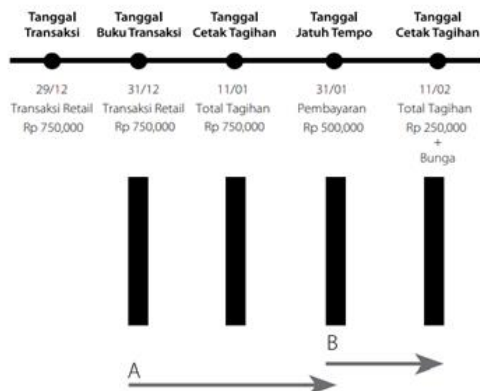 Tanggal
Transaksi
Tanggal
Buku Transaksi
Tanggal
Cetak Tagihan
Tanggal
Jatuh Tempo
Tanggal
Cetak Tagihan
29/12
Transaksi Retail
Rp 750,000
31/12
Transaksi Retail
Rp 750,000
11/01
Total Tagihan
Rp 750,000
31/01
Pembayaran
Rp 500,000
11/02
Total Tagihan
Rp 250,000
+
Bunga
B
A